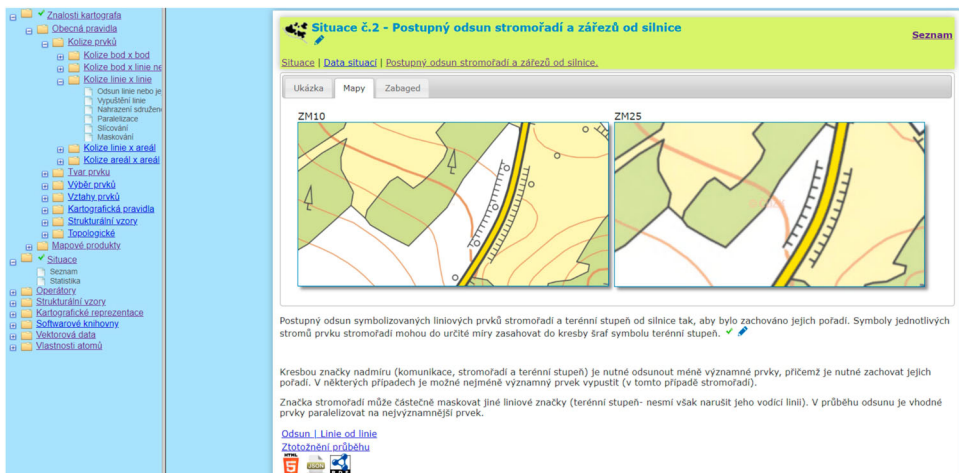 Znalosti kartografa
Obecná pravidla
Kolize prvků
Kolize bod x bod
Kolize bod x linie ne
Kolize linie x linie
Odsun linie nebo je
Vypuštění linie
Nahrazení sdružen
Paralelizace
Slícování
Maskování
Kolize linie x areál
Kolize areál x areál
Tvar prvku
Výběr prvků
Vztahy prvků
Kartografická pravidla
Strukturální vzory
Topologické
Mapové produkty
Situace
Seznam
Statistika
Operátory
Strukturální vzory
Kartografické reprezentace
Softwarové knihovny
Vektorová data
Vlastnosti atomů
Situace č.2 - Postupný odsun stromořadí a zářezů od silnice
Seznam
Situace | Data situací | Postupný odsun stromořadí a zářezů od silnice.
Ukázka Mapy Zabaged
ZM10 ZM25
Postupný odsun symbolizovaných liniových prvků stromořadí a terénní stupeň od silnice tak, aby bylo zachováno jejich pořadí. Symboly jednotlivých
stromů prvku stromořadí mohou do určité míry zasahovat do kresby šraf symbolu terénní stupeň.
Kresbou značky nadmíru (komunikace, stromořadí a terénní stupeň) je nutné odsunout méně významné prvky, přičemž je nutné zachovat jejich
pořadí. V některých případech je možné nejméně významný prvek vypustit (v tomto případě stromořadí).
Značka stromořadí může částečně maskovat jiné liniové značky (terénní stupeň- nesmí však narušit jeho vodící linii). V průběhu odsunu je vhodné
prvky paralelizovat na nejvýznamnější prvek.
Odsun | Linie od linie
Ztotožnění průběhu
HTML
5 JSON